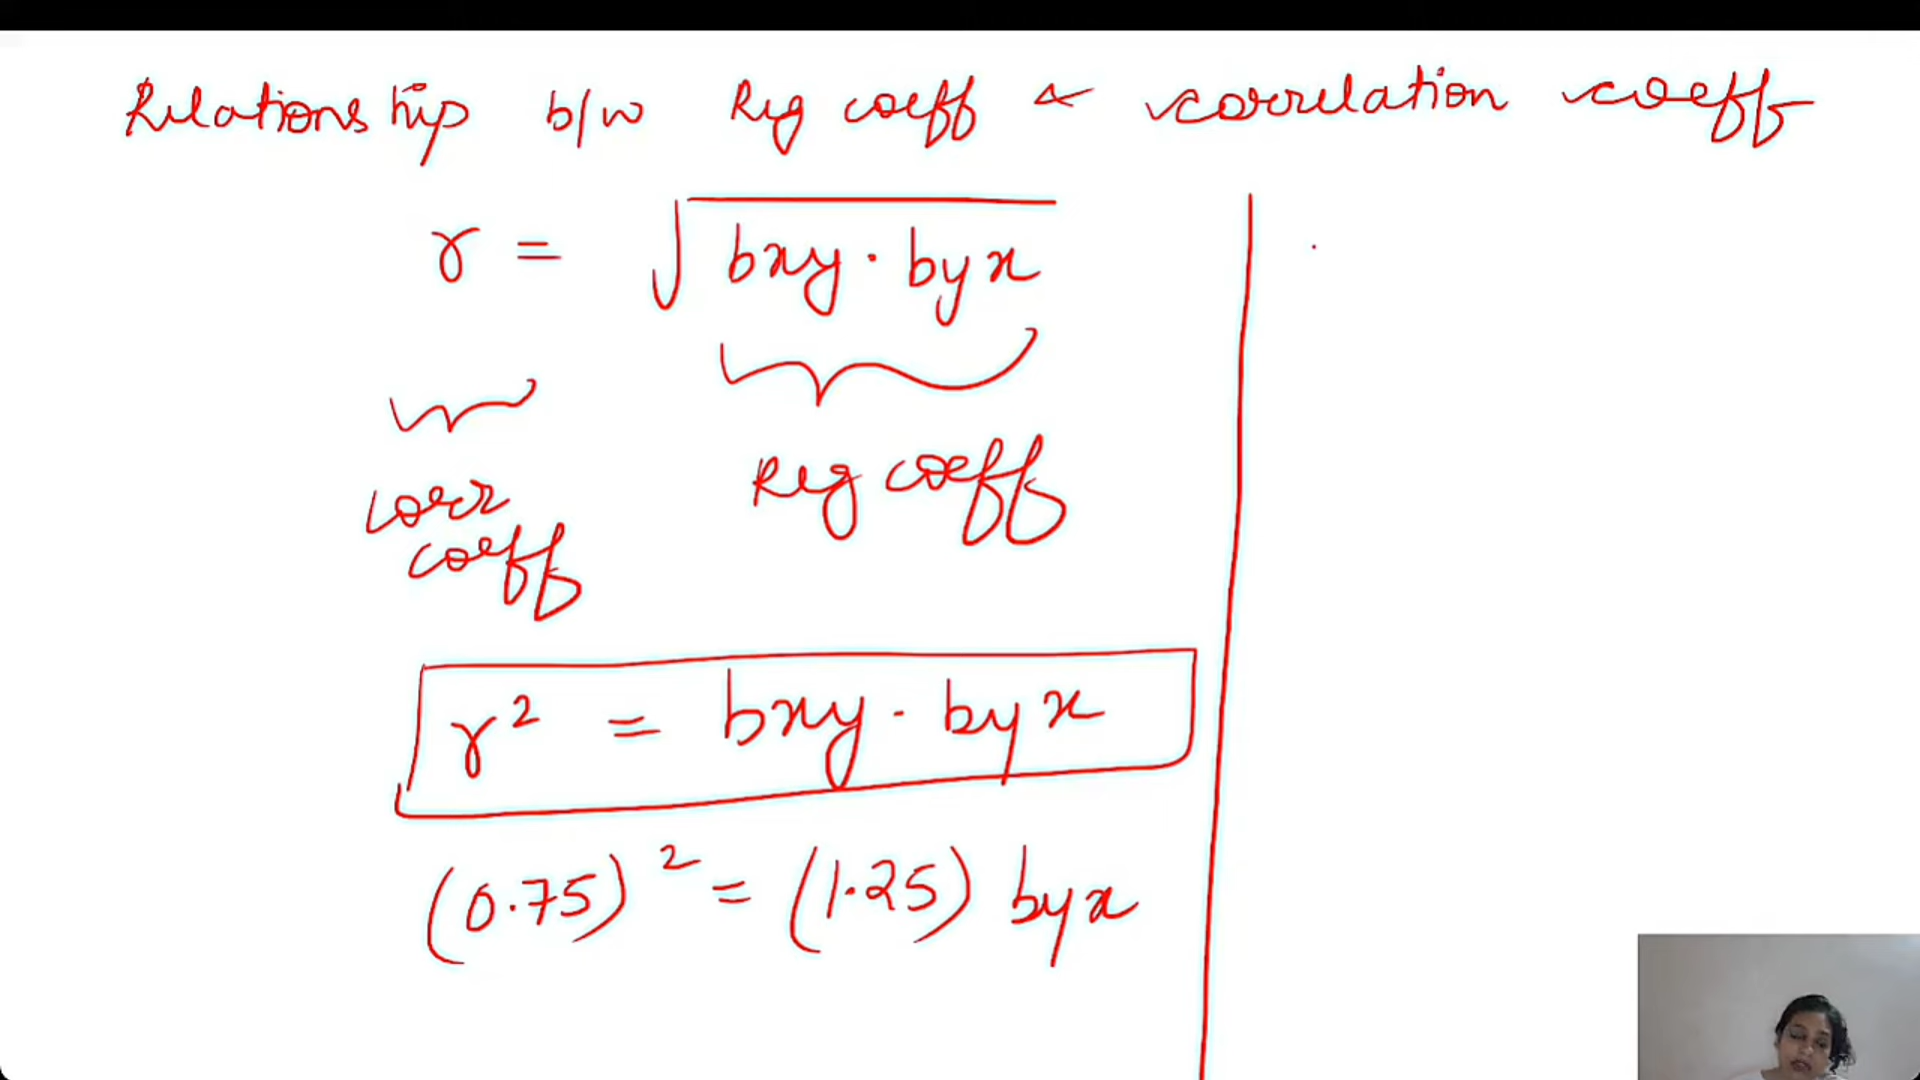 Relationship b/w Reg coeff & correlation coeff
r = √bxy · byx
corr coeff
Reg coeff
r² = bxy · byx
(0.75)² = (1.25) byx